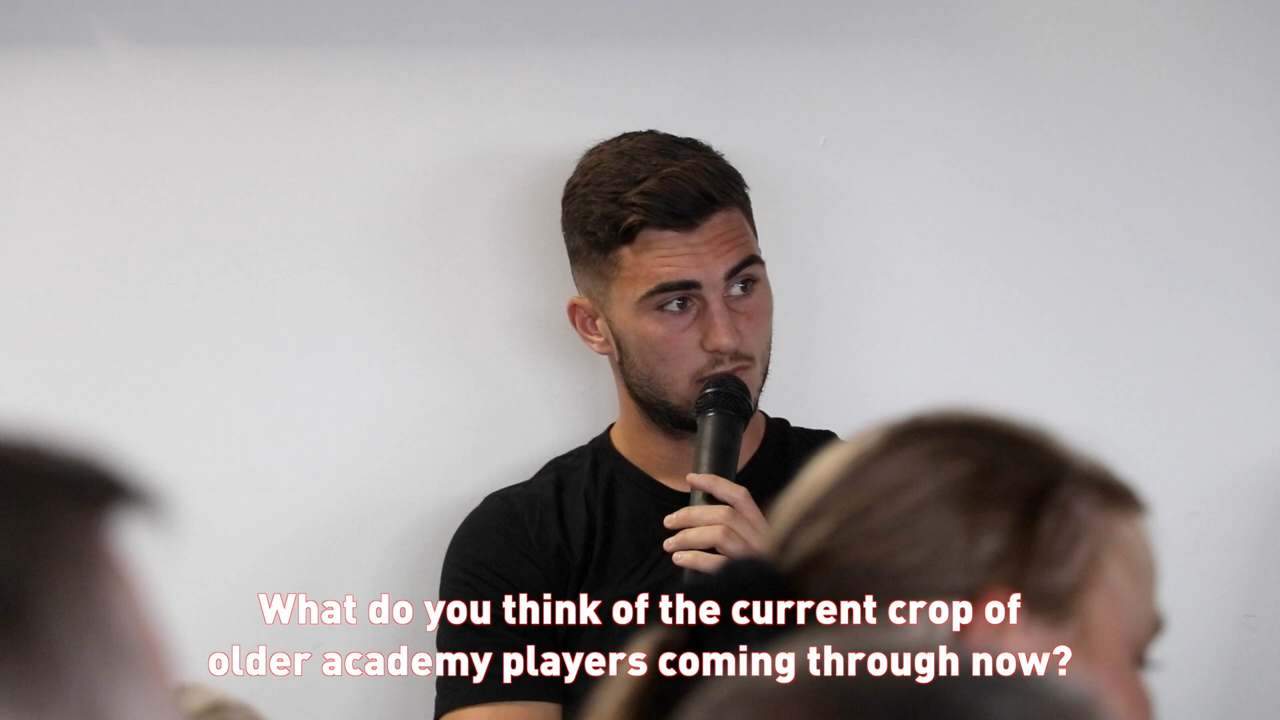 What do you think of the current crop of
older academy players coming through now?